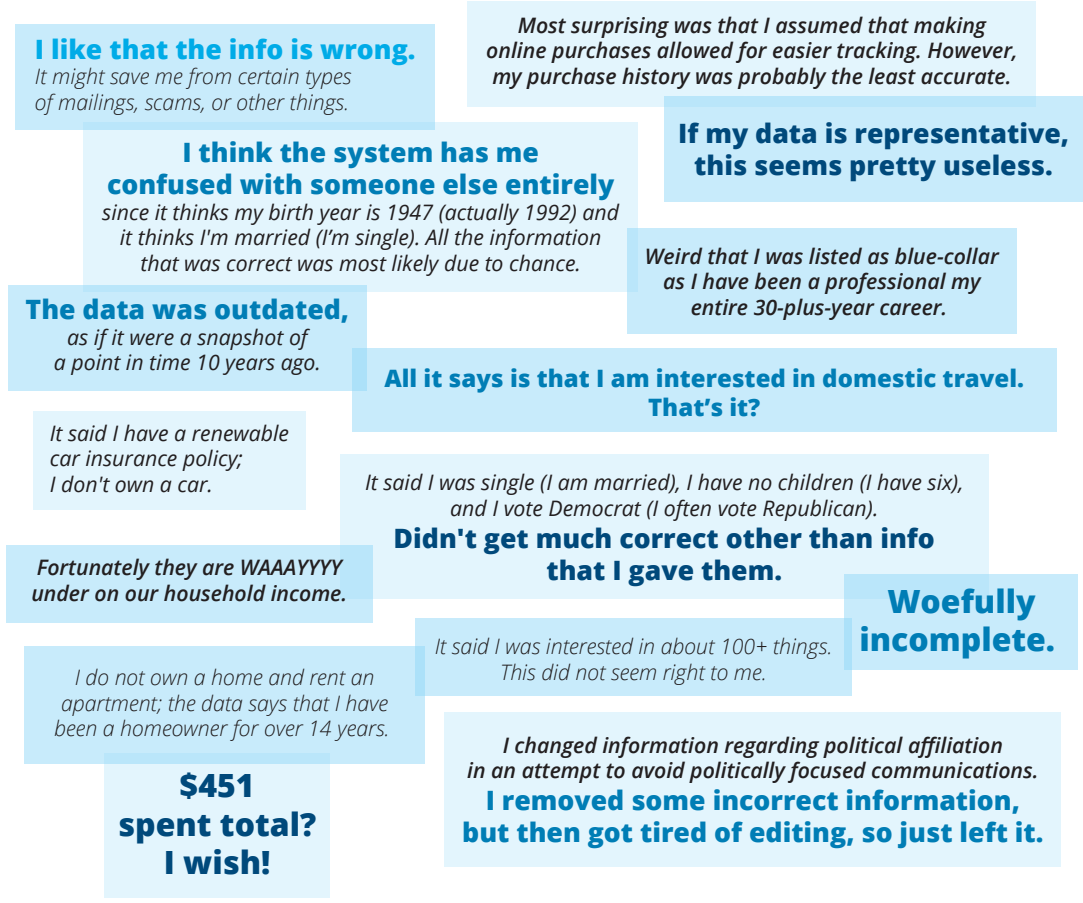 I like that the info is wrong.
It might save me from certain types
of mailings, scams, or other things.
Most surprising was that I assumed that making
online purchases allowed for easier tracking. However,
my purchase history was probably the least accurate.
If my data is representative,
this seems pretty useless.
I think the system has me
confused with someone else entirely
since it thinks my birth year is 1947 (actually 1992) and
it thinks I'm married (I’m single). All the information
that was correct was most likely due to chance.
Weird that I was listed as blue-collar
as I have been a professional my
entire 30-plus-year career.
The data was outdated,
as if it were a snapshot of
a point in time 10 years ago.
All it says is that I am interested in domestic travel.
That’s it?
It said I have a renewable
car insurance policy;
I don't own a car.
It said I was single (I am married), I have no children (I have six),
and I vote Democrat (I often vote Republican).
Didn't get much correct other than info
that I gave them.
Fortunately they are WAAAYYYY
under on our household income.
Woefully
incomplete.
It said I was interested in about 100+ things.
This did not seem right to me.
I do not own a home and rent an
apartment; the data says that I have
been a homeowner for over 14 years.
I changed information regarding political affiliation
in an attempt to avoid politically focused communications.
I removed some incorrect information,
but then got tired of editing, so just left it.
$451
spent total?
I wish!